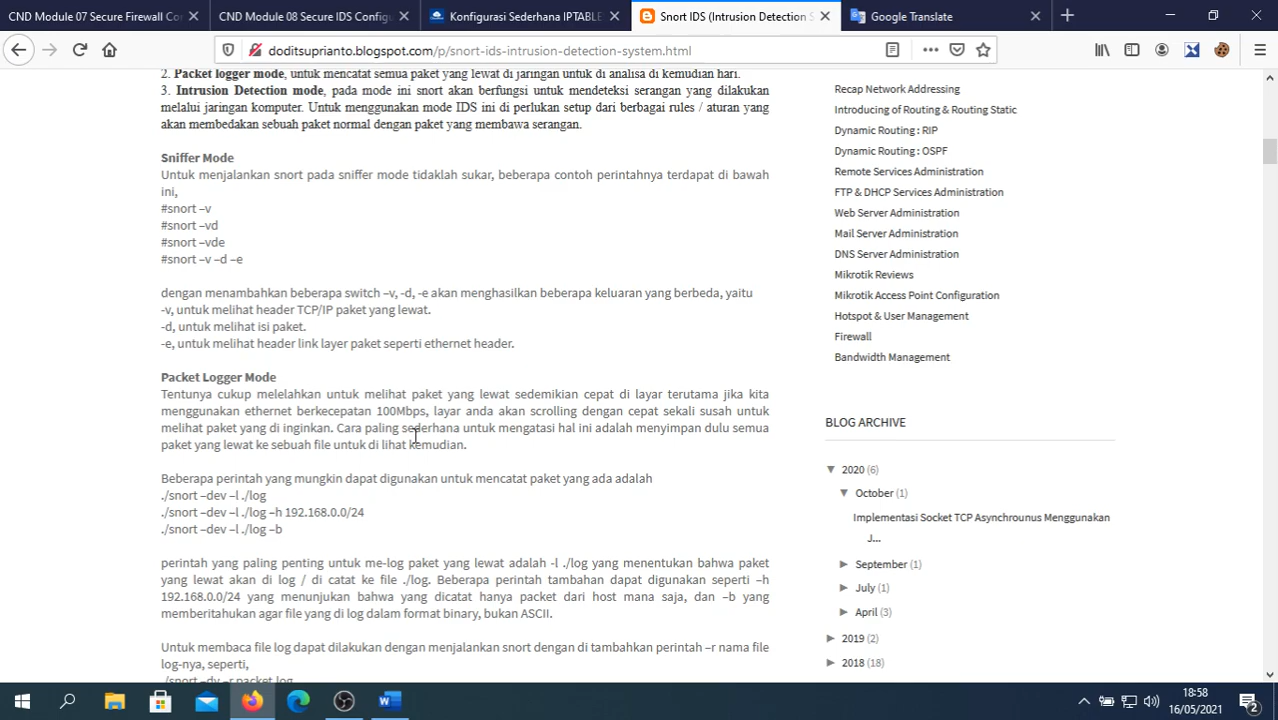 CND Module 07 Secure Firewall Co
CND Module 08 Secure IDS Config
Konfigurasi Sederhana IPTABLE
Snort IDS (Intrusion Detection S
Google Translate
doditsuprianto.blogspot.com/p/snort-ids-intrusion-detection-system.html
2. Packet logger mode, untuk mencatat semua paket yang lewat di jaringan untuk di analisa di kemudian hari.
3. Intrusion Detection mode, pada mode ini snort akan berfungsi untuk mendeteksi serangan yang dilakukan
melalui jaringan komputer. Untuk menggunakan mode IDS ini di perlukan setup dari berbagai rules / aturan yang
akan membedakan sebuah paket normal dengan paket yang membawa serangan.
Sniffer Mode
Untuk menjalankan snort pada sniffer mode tidaklah sukar, beberapa contoh perintahnya terdapat di bawah
ini,
#snort –v
#snort –vd
#snort –vde
#snort –v –d –e
dengan menambahkan beberapa switch –v, -d, -e akan menghasilkan beberapa keluaran yang berbeda, yaitu
-v, untuk melihat header TCP/IP paket yang lewat.
-d, untuk melihat isi paket.
-e, untuk melihat header link layer paket seperti ethernet header.
Packet Logger Mode
Tentunya cukup melelahkan untuk melihat paket yang lewat sedemikian cepat di layar terutama jika kita
menggunakan ethernet berkecepatan 100Mbps, layar anda akan scrolling dengan cepat sekali susah untuk
melihat paket yang di inginkan. Cara paling sederhana untuk mengatasi hal ini adalah menyimpan dulu semua
paket yang lewat ke sebuah file untuk di lihat kemudian.
Beberapa perintah yang mungkin dapat digunakan untuk mencatat paket yang ada adalah
./snort –dev –l ./log
./snort –dev –l ./log –h 192.168.0.0/24
./snort –dev –l ./log –b
perintah yang paling penting untuk me-log paket yang lewat adalah -l ./log yang menentukan bahwa paket
yang lewat akan di log / di catat ke file ./log. Beberapa perintah tambahan dapat digunakan seperti –h
192.168.0.0/24 yang menunjukan bahwa yang dicatat hanya packet dari host mana saja, dan –b yang
memberitahukan agar file yang di log dalam format binary, bukan ASCII.
Untuk membaca file log dapat dilakukan dengan menjalankan snort dengan di tambahkan perintah –r nama file
log-nya, seperti,
./snort –dv –r packet.log
Recap Network Addressing
Introducing of Routing & Routing Static
Dynamic Routing : RIP
Dynamic Routing : OSPF
Remote Services Administration
FTP & DHCP Services Administration
Web Server Administration
Mail Server Administration
DNS Server Administration
Mikrotik Reviews
Mikrotik Access Point Configuration
Hotspot & User Management
Firewall
Bandwidth Management
BLOG ARCHIVE
▼ 2020 (6)
▼ October (1)
Implementasi Socket TCP Asynchrounus Menggunakan
J...
► September (1)
► July (1)
► April (3)
► 2019 (2)
► 2018 (18)
18:58
16/05/2021
2